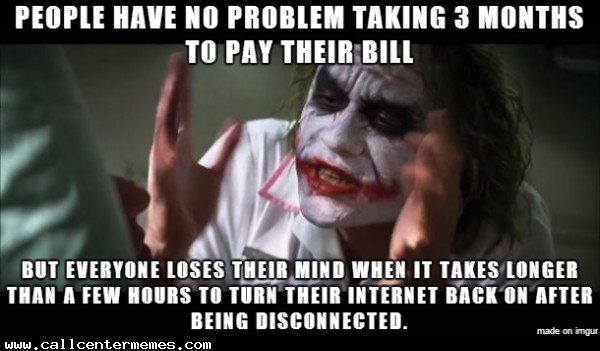 PEOPLE HAVE NO PROBLEM TAKING 3 MONTHS
TO PAY THEIR BILL
BUT EVERYONE LOSES THEIR MIND WHEN IT TAKES LONGER
THAN A FEW HOURS TO TURN THEIR INTERNET BACK ON AFTER
BEING DISCONNECTED.
made on imgur
www.callcentermemes.com